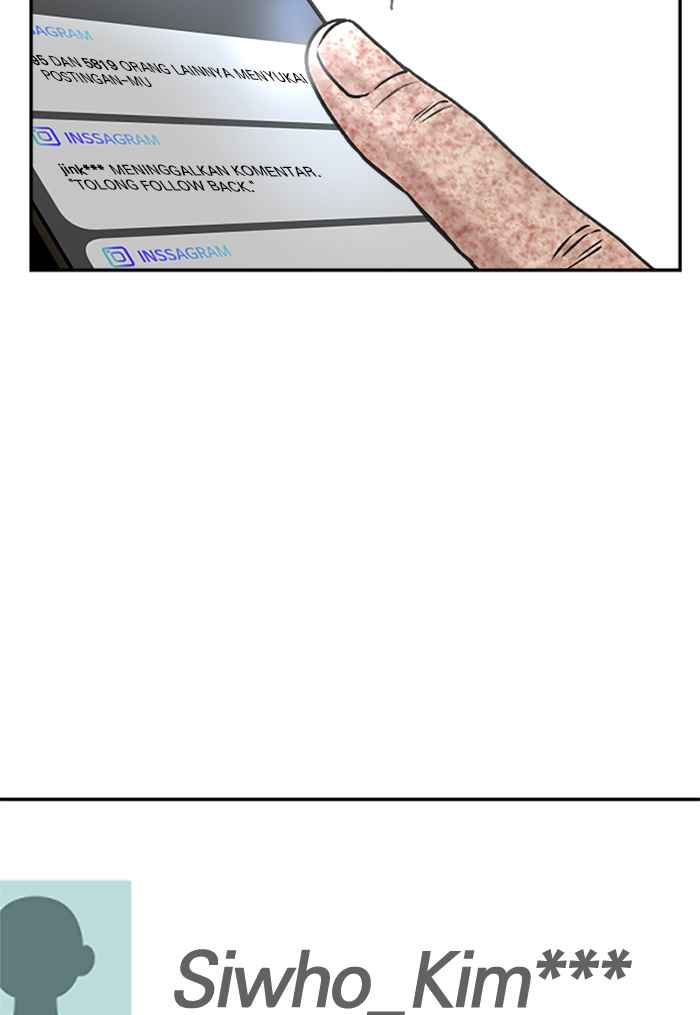 SAGRAM
95 DAN 5819 ORANG LAINNYA MENYUKAI
POSTINGAN-MU
INSSAGRAM
jink*** MENINGGALKAN KOMENTAR.
"TOLONG FOLLOW BACK."
INSSAGRAM
Siwho_Kim***